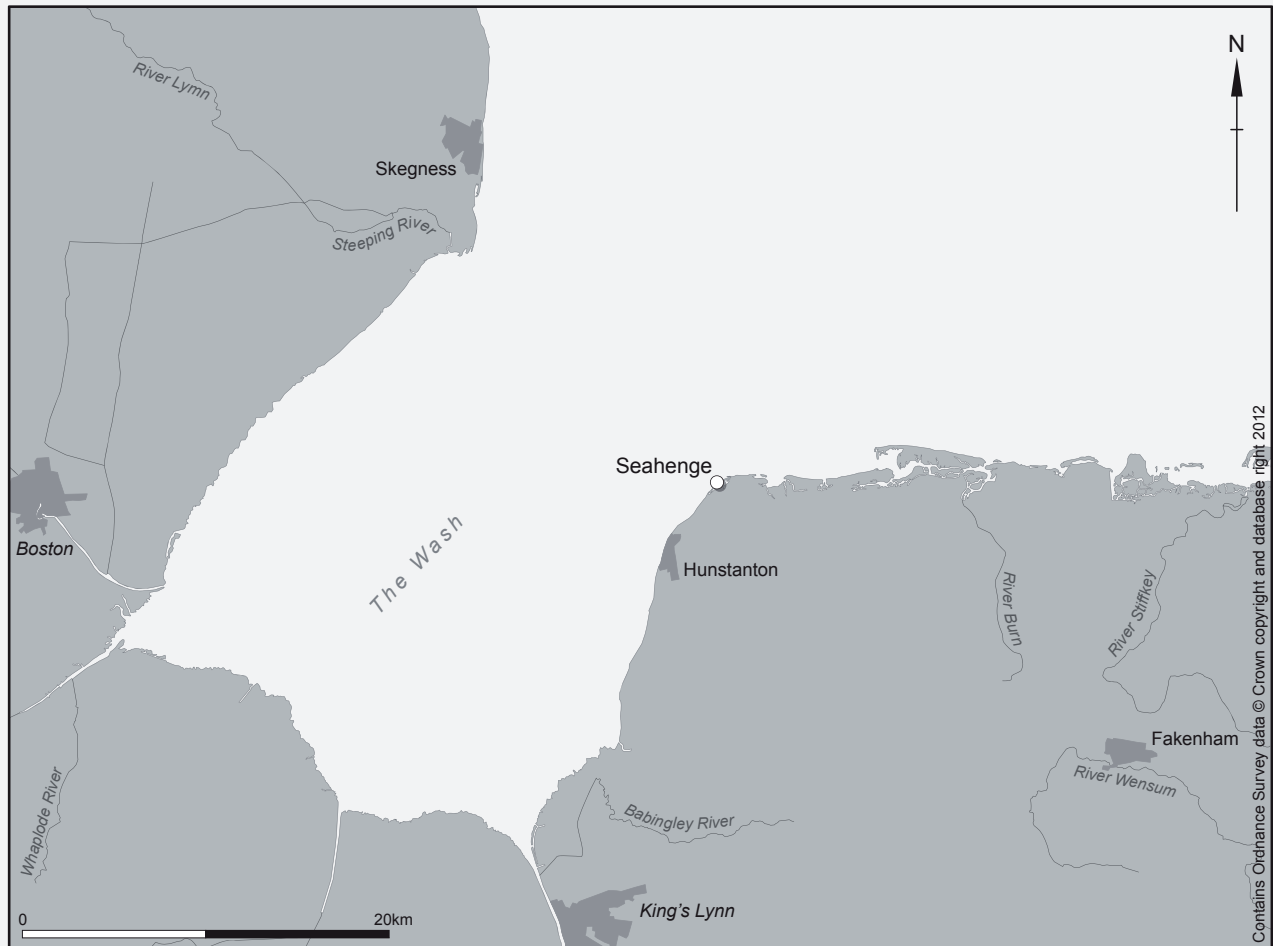 N
River Lymn
Skegness
Steeping River
Seahenge
Boston
The Wash
Hunstanton
River Burn
River Stiffkey
Fakenham
River Wensum
Whaplode River
Babingley River
King's Lynn
0 20km
Contains Ordnance Survey data © Crown copyright and database right 2012